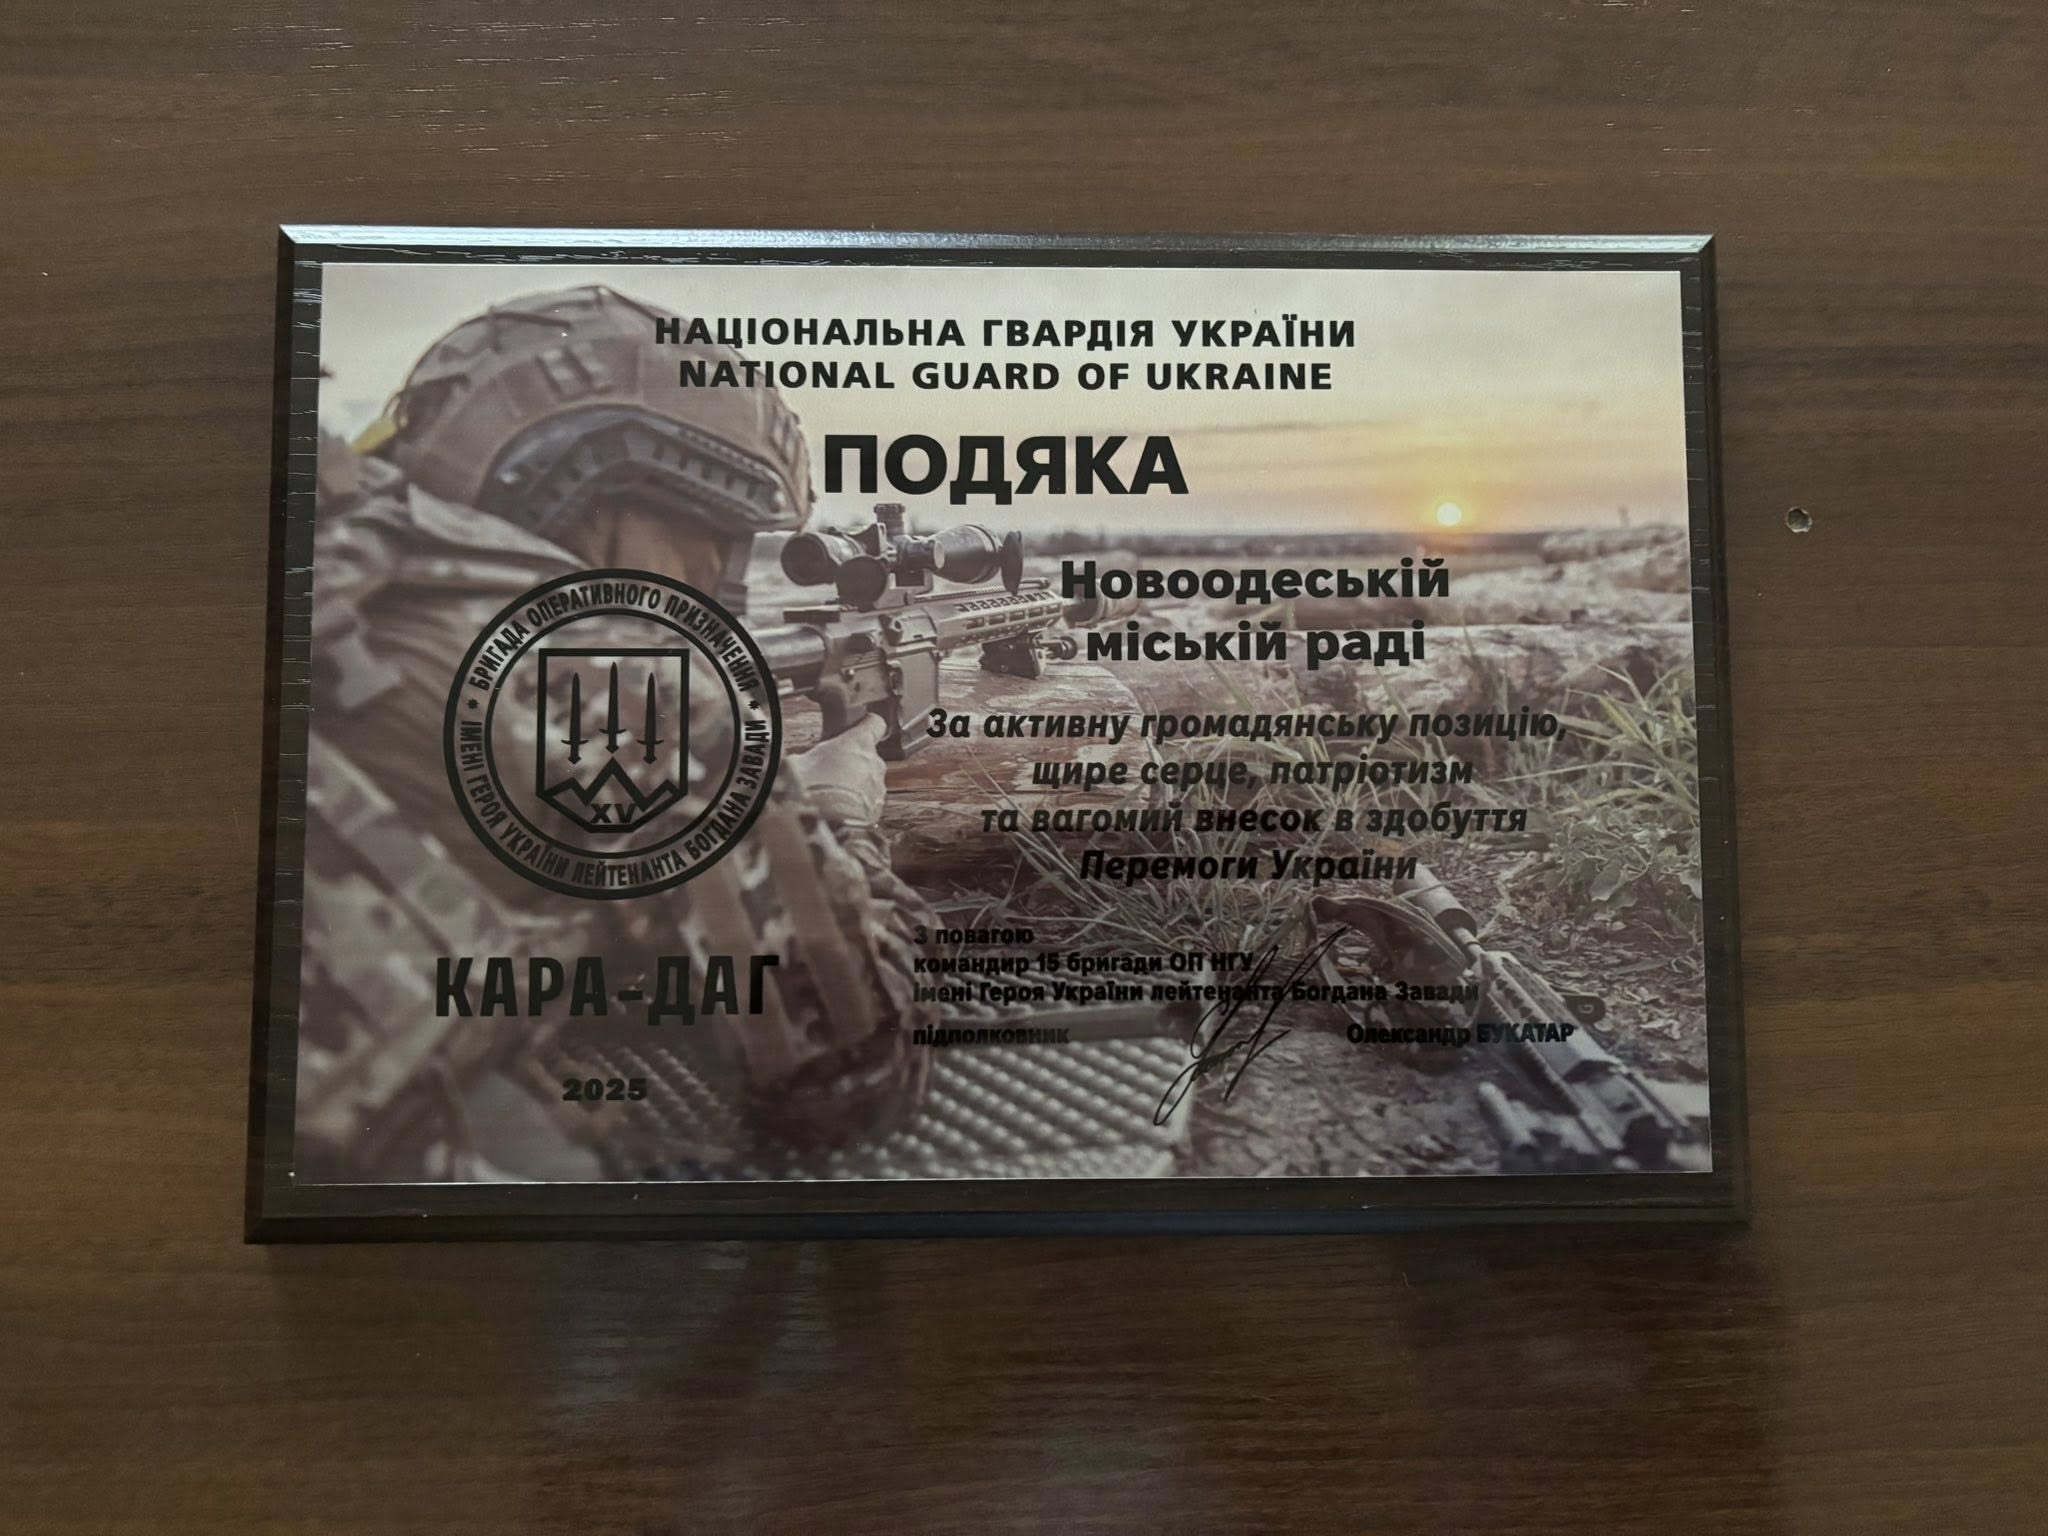 НАЦІОНАЛЬНА ГВАРДІЯ УКРАЇНИ
NATIONAL GUARD OF UKRAINE
ПОДЯКА
Новоодеській
міській раді
За активну громадянську позицію,
щире серце, патріотизм
та вагомий внесок в здобуття
Перемоги України
* БРИГАДА ОПЕРАТИВНОГО ПРИЗНАЧЕННЯ *
ІМЕНІ ГЕРОЯ УКРАЇНИ ЛЕЙТЕНАНТА БОГДАНА ЗАВАДИ
XV
КАРА-ДАГ
2025
З повагою
командир 15 бригади ОП НГУ
імені Героя України лейтенанта Богдана Завади
підполковник Олександр БУКАТАР